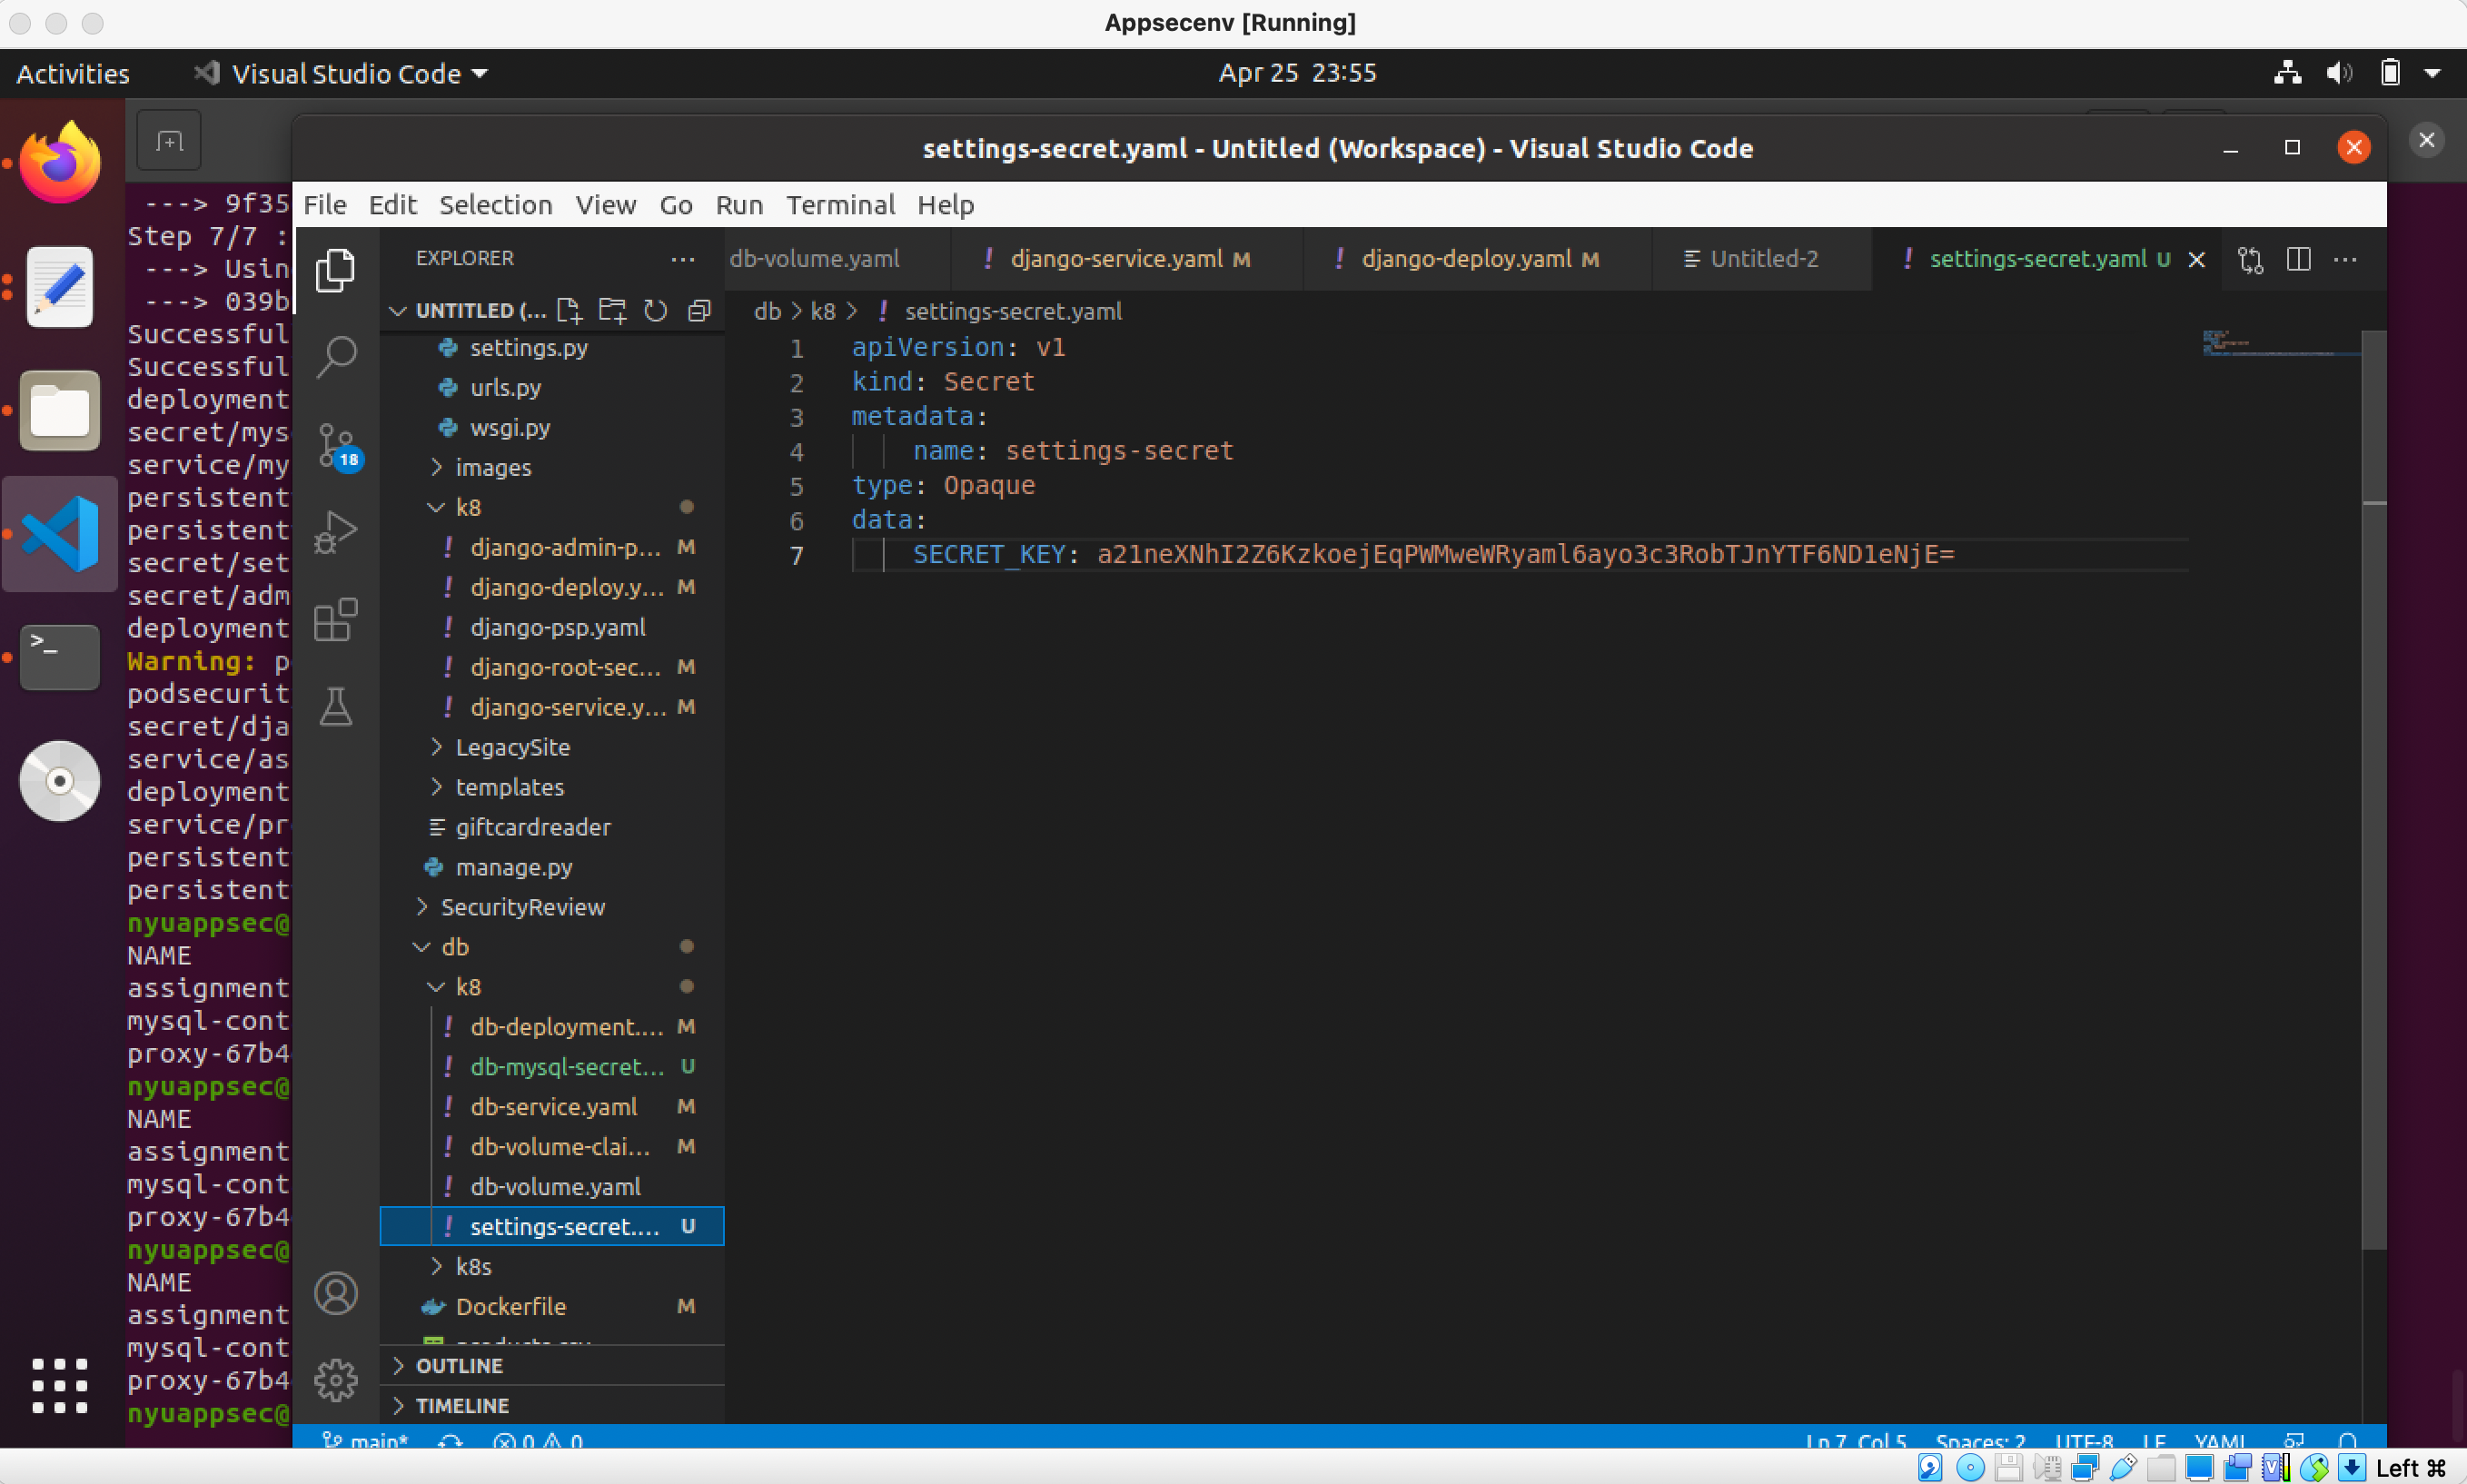 Appsecenv [Running]
Activities
Visual Studio Code
Apr 25 23:55
settings-secret.yaml - Untitled (Workspace) - Visual Studio Code
File Edit Selection View Go Run Terminal Help
EXPLORER
db-volume.yaml
! django-service.yaml M
! django-deploy.yaml M
Untitled-2
! settings-secret.yaml U
UNTITLED (...
db > k8 > ! settings-secret.yaml
1 apiVersion: v1
2 kind: Secret
3 metadata:
4 name: settings-secret
5 type: Opaque
6 data:
7 SECRET_KEY: a21neXNhI2Z6KzkoejEqPWMweWRyaml6ayo3c3RobTJnYTF6ND1eNjE=
18
settings.py
urls.py
wsgi.py
images
k8
! django-admin-p... M
! django-deploy.y... M
! django-psp.yaml
! django-root-sec... M
! django-service.y... M
LegacySite
templates
giftcardreader
manage.py
SecurityReview
db
k8
! db-deployment.... M
! db-mysql-secret... U
! db-service.yaml M
! db-volume-clai... M
! db-volume.yaml
! settings-secret.... U
k8s
Dockerfile M
OUTLINE
TIMELINE
---> 9f35
Step 7/7 :
---> Usin
---> 039b
Successful
Successful
deployment
secret/mys
service/my
persistent
persistent
secret/set
secret/adm
deployment
Warning: p
podsecurit
secret/dja
service/as
deployment
service/pr
persistent
persistent
nyuappsec@
NAME
assignment
mysql-cont
proxy-67b4
nyuappsec@
NAME
assignment
mysql-cont
proxy-67b4
nyuappsec@
NAME
assignment
mysql-cont
proxy-67b4
nyuappsec@
main* 0 0
Ln 7, Col 5 Spaces: 2 UTF-8 LF YAML
Left ⌘